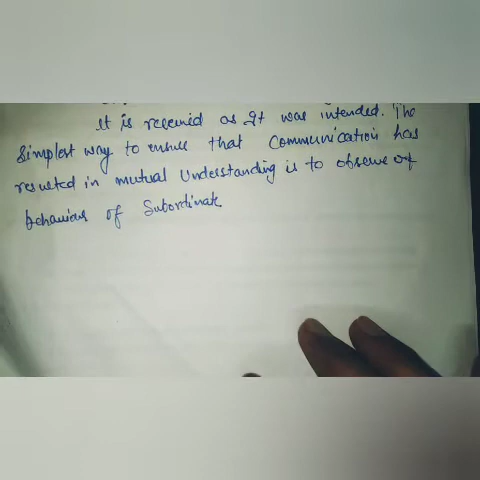 It is received as It was intended. The
Simplest way to ensure that Communication has
resulted in mutual Understanding is to observe of
behaviour of Subordinate